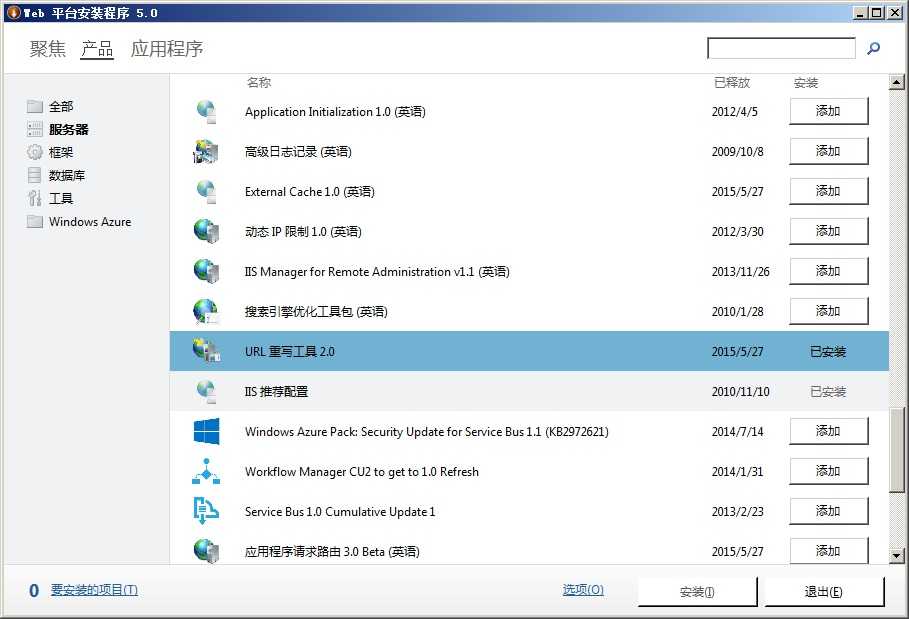 Web 平台安装程序 5.0
聚焦 产品 应用程序
名称 已释放 安装
全部
服务器
框架
数据库
工具
Windows Azure
Application Initialization 1.0 (英语) 2012/4/5 添加
高级日志记录 (英语) 2009/10/8 添加
External Cache 1.0 (英语) 2015/5/27 添加
动态 IP 限制 1.0 (英语) 2012/3/30 添加
IIS Manager for Remote Administration v1.1 (英语) 2013/11/26 添加
搜索引擎优化工具包 (英语) 2010/1/28 添加
URL 重写工具 2.0 2015/5/27 已安装
IIS 推荐配置 2010/11/10 已安装
Windows Azure Pack: Security Update for Service Bus 1.1 (KB2972621) 2014/7/14 添加
Workflow Manager CU2 to get to 1.0 Refresh 2014/1/31 添加
Service Bus 1.0 Cumulative Update 1 2013/2/23 添加
应用程序请求路由 3.0 Beta (英语) 2015/5/27 添加
0 要安装的项目(T) 选项(O) 安装(I) 退出(E)